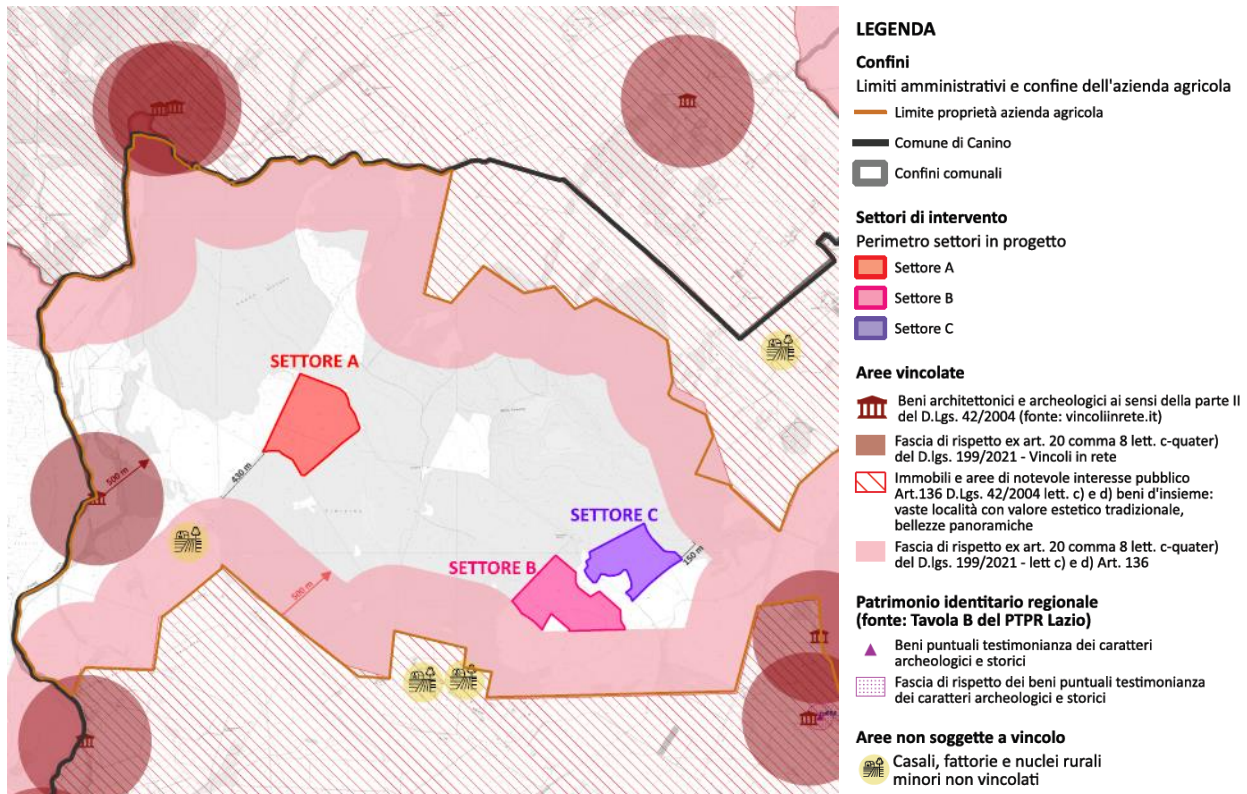 SETTORE A
500 m
430 m
SETTORE C
SETTORE B
150 m
500 m
LEGENDA
Confini
Limiti amministrativi e confine dell'azienda agricola
Limite proprietà azienda agricola
Comune di Canino
Confini comunali
Settori di intervento
Perimetro settori in progetto
Settore A
Settore B
Settore C
Aree vincolate
Beni architettonici e archeologici ai sensi della parte II
del D.Lgs. 42/2004 (fonte: vincoliinrete.it)
Fascia di rispetto ex art. 20 comma 8 lett. c-quater)
del D.lgs. 199/2021 - Vincoli in rete
Immobili e aree di notevole interesse pubblico
Art.136 D.Lgs. 42/2004 lett. c) e d) beni d'insieme:
vaste località con valore estetico tradizionale,
bellezze panoramiche
Fascia di rispetto ex art. 20 comma 8 lett. c-quater)
del D.lgs. 199/2021 - lett c) e d) Art. 136
Patrimonio identitario regionale
(fonte: Tavola B del PTPR Lazio)
Beni puntuali testimonianza dei caratteri
archeologici e storici
Fascia di rispetto dei beni puntuali testimonianza
dei caratteri archeologici e storici
Aree non soggette a vincolo
Casali, fattorie e nuclei rurali
minori non vincolati